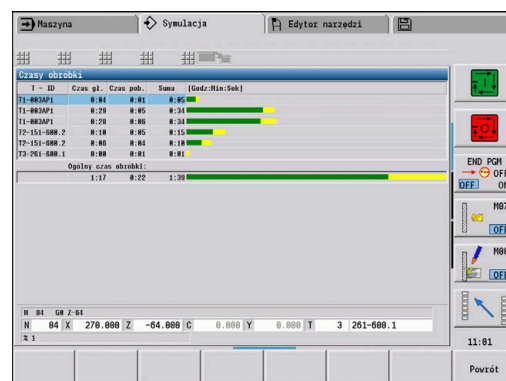 Maszyna Symulacja Edytor narzędzi
Czasy obróbki
T - ID Czas gł. Czas pob. Suma [Godz:Min:Sek]
T1-003AP1 0:04 0:01 0:05
T1-003AP1 0:29 0:05 0:34
T1-003AP1 0:28 0:06 0:34
T2-151-600.2 0:10 0:05 0:15
T2-151-600.2 0:06 0:04 0:10
T3-261-600.1 0:00 0:01 0:01
Ogólny czas obróbki:
1:17 0:22 1:39
N 84 G0 Z-64
N 84 X 270.000 Z -64.000 C 0.000 Y 0.000 T 3 261-600.1
% 1
END PGM
OFF
OFF ON
M07
OFF
M08
OFF
11:01
Powrót